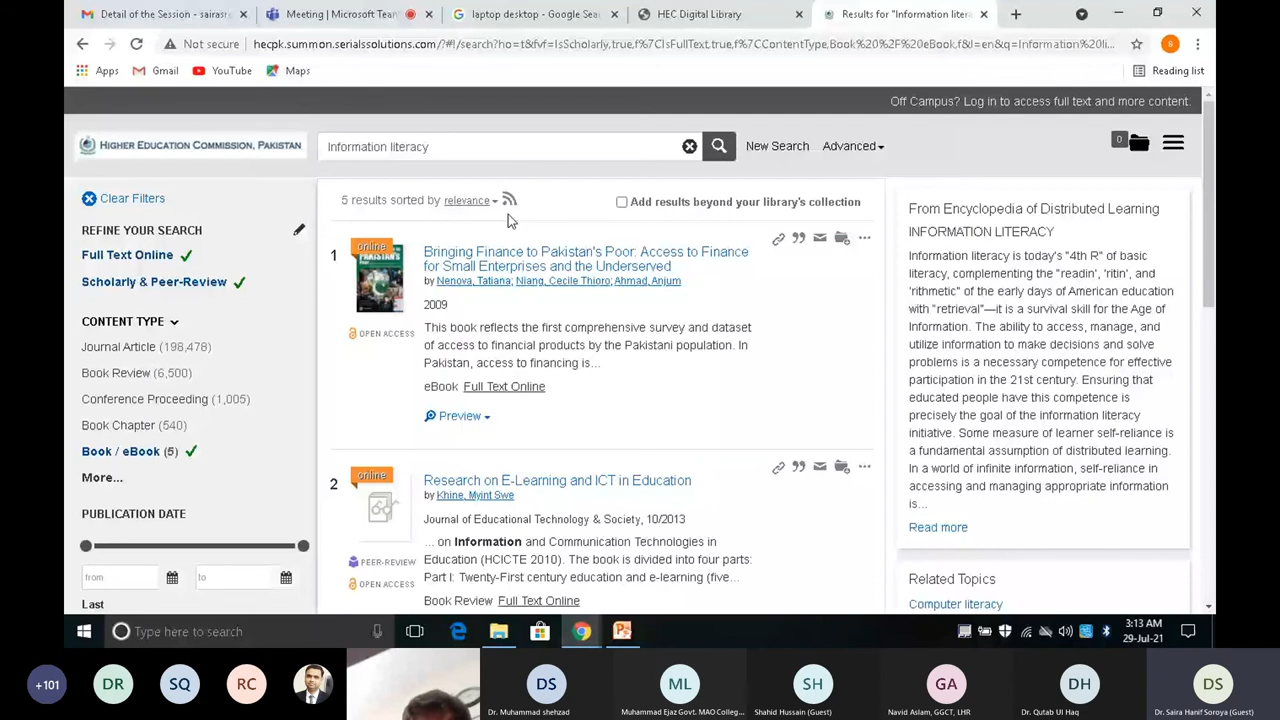 Detail of the Session - sairasr
Meeting | Microsoft Team
laptop desktop - Google Sea
HEC Digital Library
Results for "Information liter
Not secure
hecpk.summon.serialssolutions.com/?#!/search?ho=t&fvf=IsScholarly,true,f%7CIsFullText,true,f%7CContentType,Book%20%2F%20eBook,f&l=en&q=Information%20li...
S
Apps
Gmail
YouTube
Maps
Reading list
Off Campus? Log in to access full text and more content.
HIGHER EDUCATION COMMISSION, PAKISTAN
Information literacy
New Search
Advanced
0
Clear Filters
REFINE YOUR SEARCH
Full Text Online
Scholarly & Peer-Review
CONTENT TYPE
Journal Article (198,478)
Book Review (6,500)
Conference Proceeding (1,005)
Book Chapter (540)
Book / eBook (5)
More...
PUBLICATION DATE
from
to
Last
5 results sorted by relevance
Add results beyond your library's collection
1
online
Bringing Finance to Pakistan's Poor: Access to Finance
for Small Enterprises and the Underserved
by Nenova, Tatiana; Niang, Cecile Thioro; Ahmad, Anjum
2009
OPEN ACCESS
This book reflects the first comprehensive survey and dataset
of access to financial products by the Pakistani population. In
Pakistan, access to financing is...
eBook Full Text Online
Preview
2
online
Research on E-Learning and ICT in Education
by Khine, Myint Swe
Journal of Educational Technology & Society, 10/2013
... on Information and Communication Technologies in
Education (HCICTE 2010). The book is divided into four parts:
Part I: Twenty-First century education and e-learning (five...
PEER-REVIEW
OPEN ACCESS
Book Review Full Text Online
From Encyclopedia of Distributed Learning
INFORMATION LITERACY
Information literacy is today's "4th R" of basic
literacy, complementing the "readin', 'ritin', and
'rithmetic" of the early days of American education
with "retrieval"—it is a survival skill for the Age of
Information. The ability to access, manage, and
utilize information to make decisions and solve
problems is a necessary competence for effective
participation in the 21st century. Ensuring that
educated people have this competence is
precisely the goal of the information literacy
initiative. Some measure of learner self-reliance is
a fundamental assumption of distributed learning.
In a world of infinite information, self-reliance in
accessing and managing appropriate information
is...
Read more
Related Topics
Computer literacy
Type here to search
3:13 AM
29-Jul-21
+101
DR
SQ
RC
DS
Dr. Muhammad shehzad
ML
Muhammad Ejaz Govt. MAO Colleg...
SH
Shahid Hussain (Guest)
GA
Navid Aslam, GGCT, LHR
DH
Dr. Qutab Ul Haq
DS
Dr. Saira Hanif Soroya (Guest)